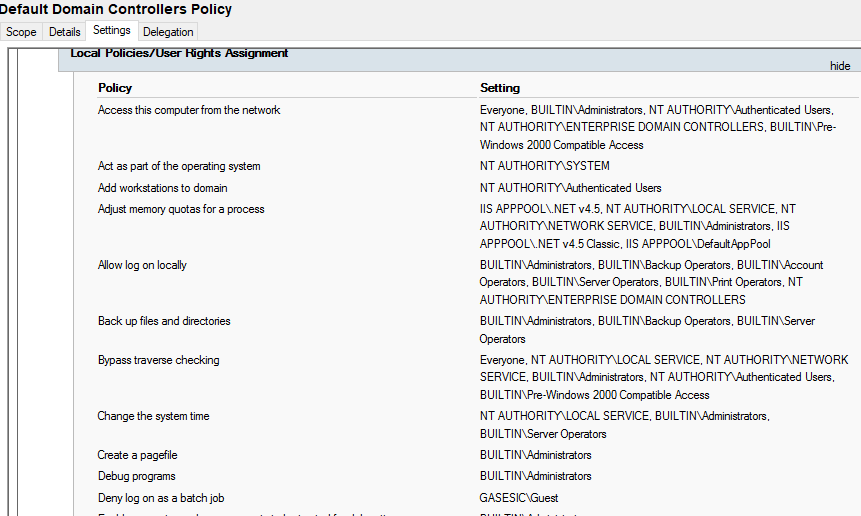 Default Domain Controllers Policy
Scope Details Settings Delegation
Local Policies/User Rights Assignment
hide
Policy Setting
Access this computer from the network Everyone, BUILTIN\Administrators, NT AUTHORITY\Authenticated Users,
NT AUTHORITY\ENTERPRISE DOMAIN CONTROLLERS, BUILTIN\Pre-
Windows 2000 Compatible Access
Act as part of the operating system NT AUTHORITY\SYSTEM
Add workstations to domain NT AUTHORITY\Authenticated Users
Adjust memory quotas for a process IIS APPPOOL\.NET v4.5, NT AUTHORITY\LOCAL SERVICE, NT
AUTHORITY\NETWORK SERVICE, BUILTIN\Administrators, IIS
APPPOOL\.NET v4.5 Classic, IIS APPPOOL\DefaultAppPool
Allow log on locally BUILTIN\Administrators, BUILTIN\Backup Operators, BUILTIN\Account
Operators, BUILTIN\Server Operators, BUILTIN\Print Operators, NT
AUTHORITY\ENTERPRISE DOMAIN CONTROLLERS
Back up files and directories BUILTIN\Administrators, BUILTIN\Backup Operators, BUILTIN\Server
Operators
Bypass traverse checking Everyone, NT AUTHORITY\LOCAL SERVICE, NT AUTHORITY\NETWORK
SERVICE, BUILTIN\Administrators, NT AUTHORITY\Authenticated Users,
BUILTIN\Pre-Windows 2000 Compatible Access
Change the system time NT AUTHORITY\LOCAL SERVICE, BUILTIN\Administrators,
BUILTIN\Server Operators
Create a pagefile BUILTIN\Administrators
Debug programs BUILTIN\Administrators
Deny log on as a batch job GASESIC\Guest